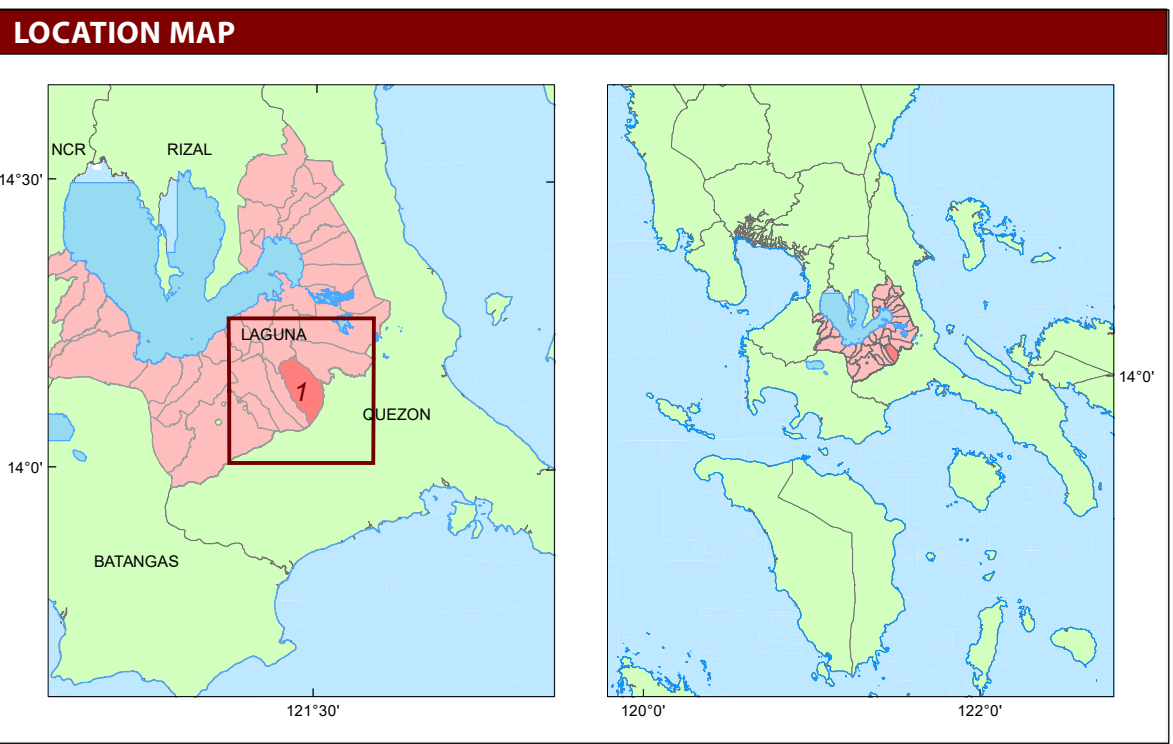 LOCATION MAP
NCR
RIZAL
14°30'
LAGUNA
1
QUEZON
14°0'
BATANGAS
121°30'
14°0'
120°0'
122°0'